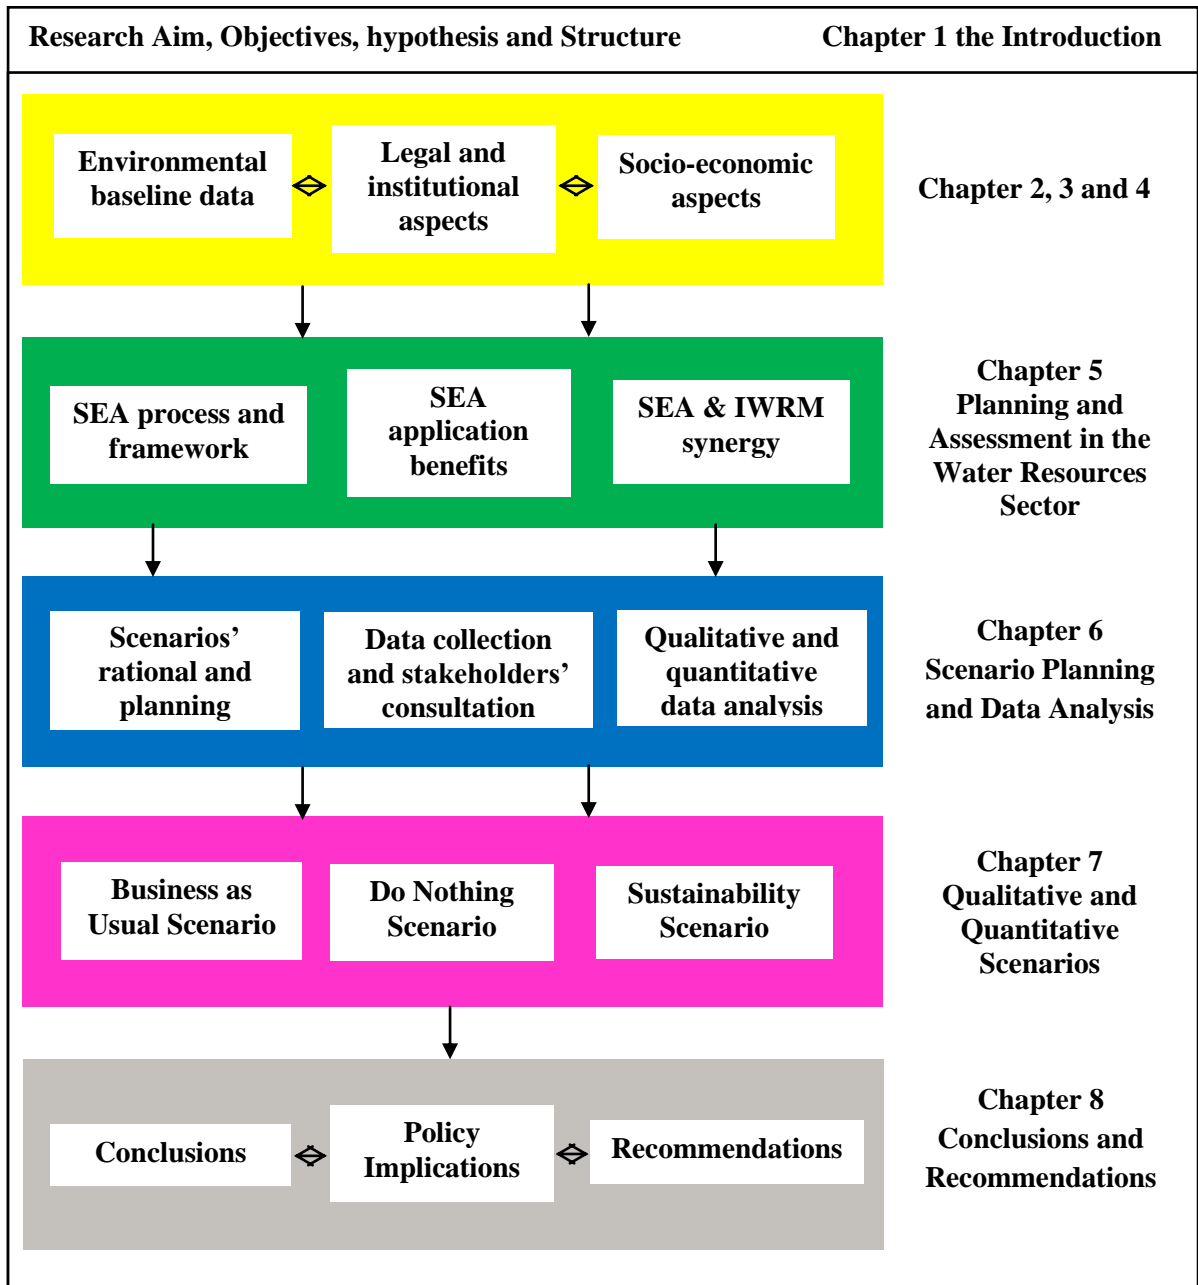 Research Aim, Objectives, hypothesis and Structure
Chapter 1 the Introduction
Environmental
baseline data
Legal and
institutional
aspects
Socio-economic
aspects
Chapter 2, 3 and 4
SEA process and
framework
SEA
application
benefits
SEA & IWRM
synergy
Chapter 5
Planning and
Assessment in the
Water Resources
Sector
Scenarios’
rational and
planning
Data collection
and stakeholders’
consultation
Qualitative and
quantitative
data analysis
Chapter 6
Scenario Planning
and Data Analysis
Business as
Usual Scenario
Do Nothing
Scenario
Sustainability
Scenario
Chapter 7
Qualitative and
Quantitative
Scenarios
Conclusions
Policy
Implications
Recommendations
Chapter 8
Conclusions and
Recommendations